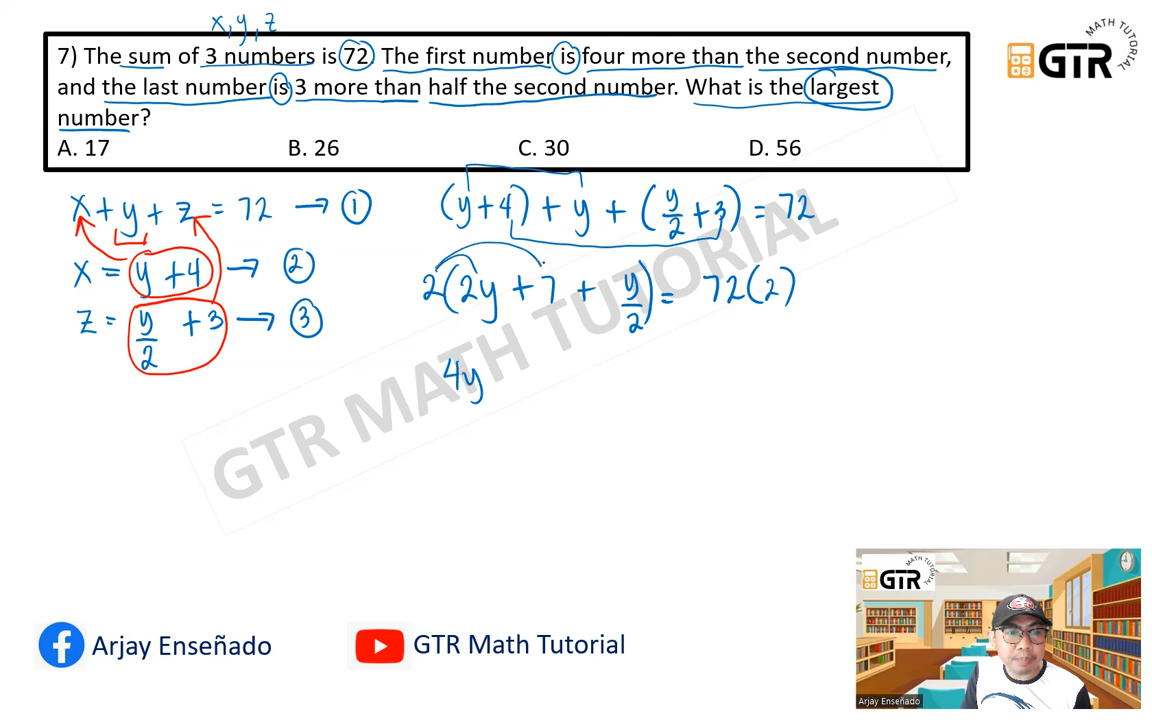 x, y, z
7) The sum of 3 numbers is 72. The first number is four more than the second number,
and the last number is 3 more than half the second number. What is the largest
number?
A. 17 B. 26 C. 30 D. 56
MATH TUTORIAL
GTR
x + y + z = 72 → ①
x = y + 4 → ②
z = y/2 + 3 → ③
(y+4) + y + (y/2 + 3) = 72
2(2y + 7 + y/2) = 72(2)
4y
GTR MATH TUTORIAL
Arjay Enseñado
GTR Math Tutorial
MATH TUTORIAL
GTR
Arjay Enseñado